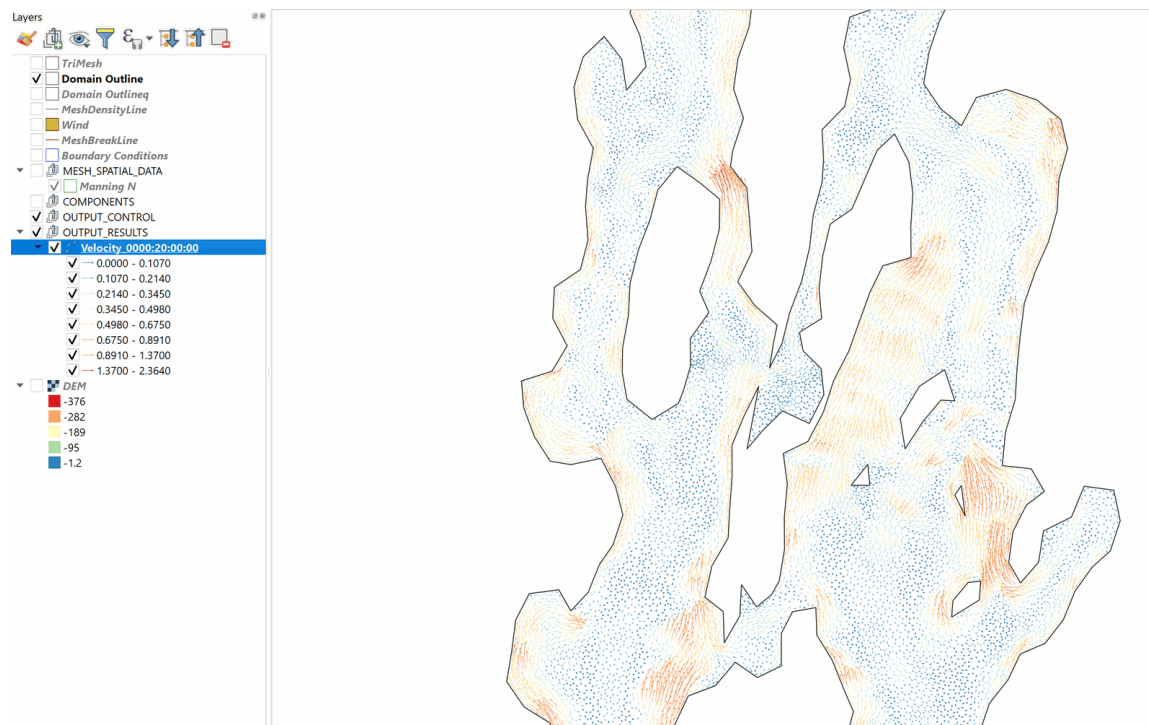 Layers
TriMesh
Domain Outline
Domain Outlineq
MeshDensityLine
Wind
MeshBreakLine
Boundary Conditions
MESH_SPATIAL_DATA
Manning N
COMPONENTS
OUTPUT_CONTROL
OUTPUT_RESULTS
Velocity_0000:20:00:00
0.0000 - 0.1070
0.1070 - 0.2140
0.2140 - 0.3450
0.3450 - 0.4980
0.4980 - 0.6750
0.6750 - 0.8910
0.8910 - 1.3700
1.3700 - 2.3640
DEM
-376
-282
-189
-95
-1.2